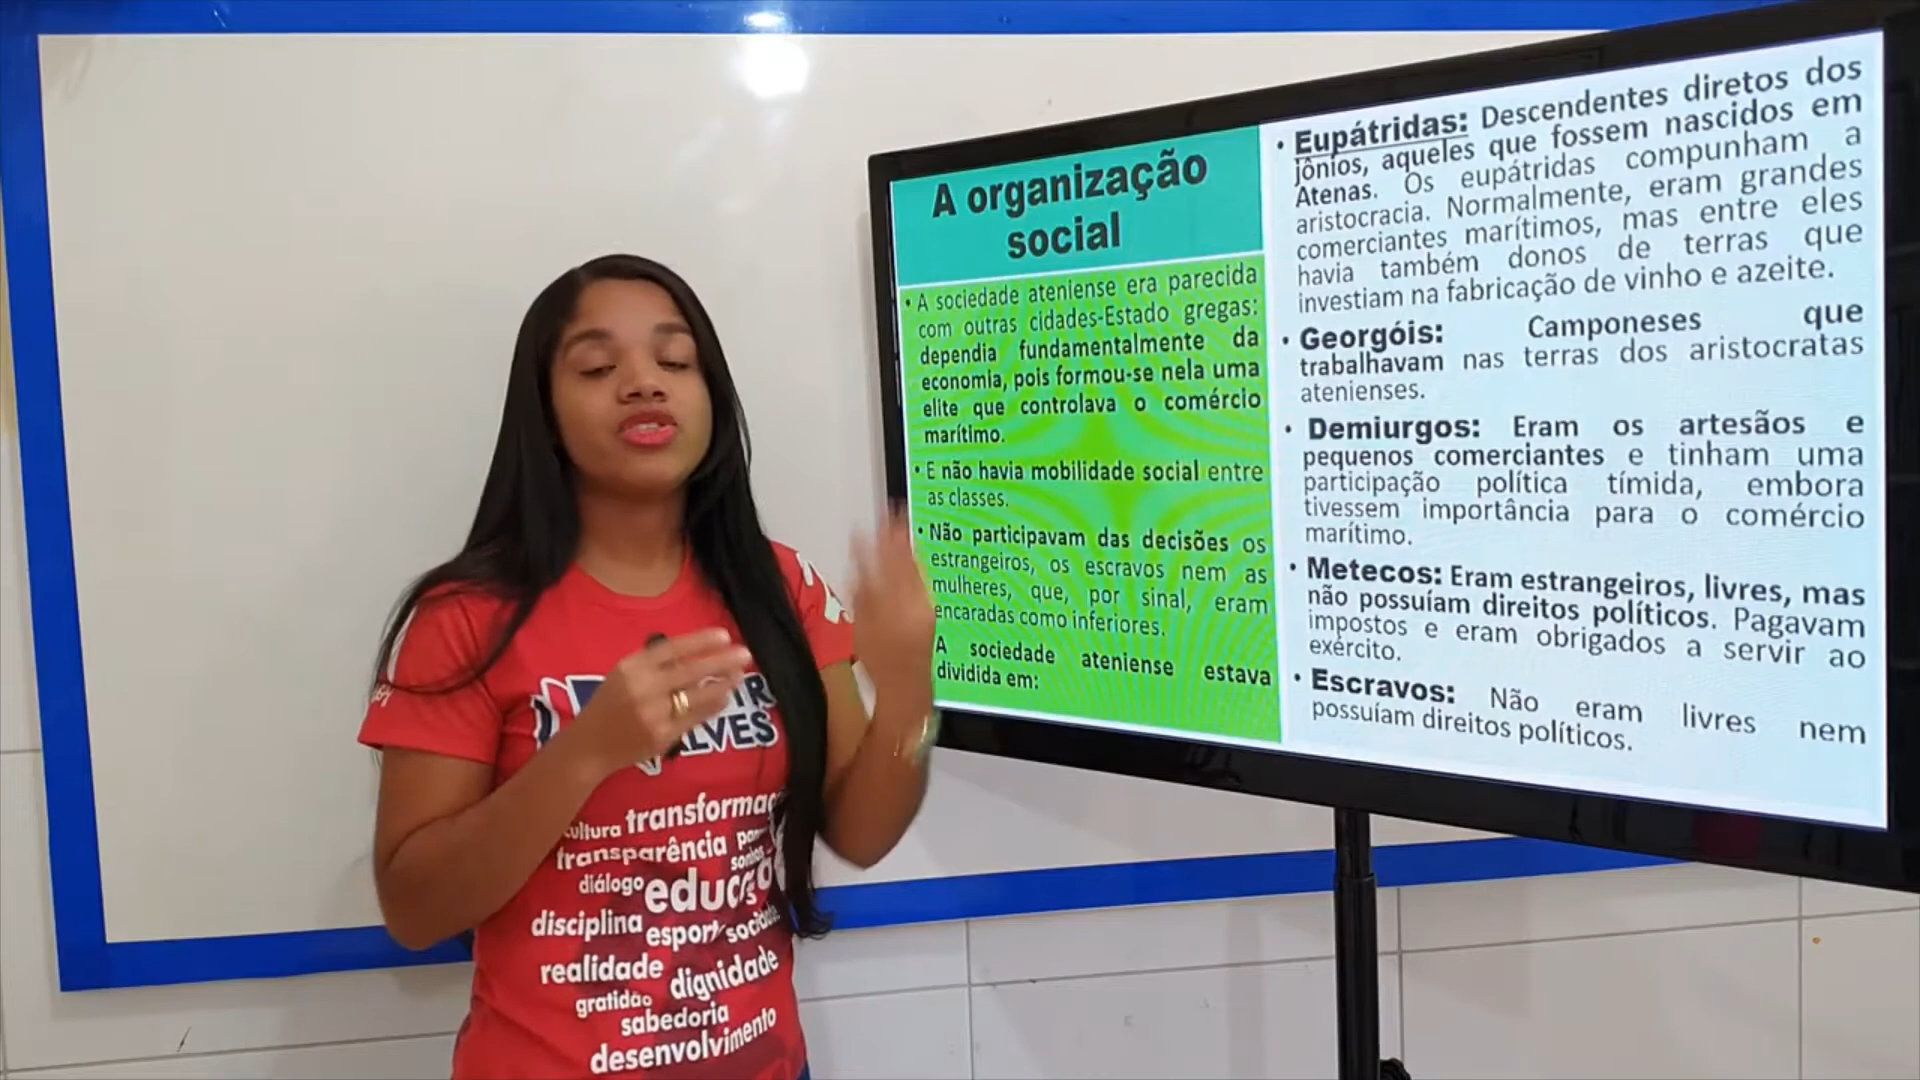 A organização
social
• A sociedade ateniense era parecida
com outras cidades-Estado gregas:
dependia fundamentalmente da
economia, pois formou-se nela uma
elite que controlava o comércio
marítimo.
• E não havia mobilidade social entre
as classes.
• Não participavam das decisões os
estrangeiros, os escravos nem as
mulheres, que, por sinal, eram
encaradas como inferiores.
A sociedade ateniense estava
dividida em:
• Eupátridas: Descendentes diretos dos
jônios, aqueles que fossem nascidos em
Atenas. Os eupátridas compunham a
aristocracia. Normalmente, eram grandes
comerciantes marítimos, mas entre eles
havia também donos de terras que
investiam na fabricação de vinho e azeite.
• Georgóis: Camponeses que
trabalhavam nas terras dos aristocratas
atenienses.
• Demiurgos: Eram os artesãos e
pequenos comerciantes e tinham uma
participação política tímida, embora
tivessem importância para o comércio
marítimo.
• Metecos: Eram estrangeiros, livres, mas
não possuíam direitos políticos. Pagavam
impostos e eram obrigados a servir ao
exército.
• Escravos: Não eram livres nem
possuíam direitos políticos.
ALVES
transformaç
transparência
diálogo
disciplina
realidade dignidade
gratidão
sabedoria
desenvolvimento